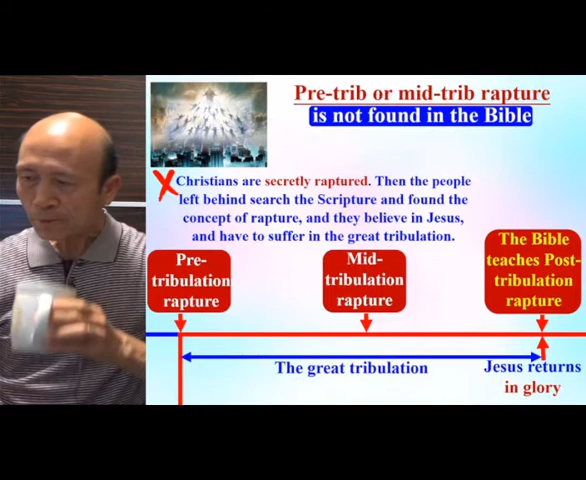 Pre-trib or mid-trib rapture
is not found in the Bible
Christians are secretly raptured. Then the people
left behind search the Scripture and found the
concept of rapture, and they believe in Jesus,
and have to suffer in the great tribulation.
Pre-
tribulation
rapture
Mid-
tribulation
rapture
The Bible
teaches Post-
tribulation
rapture
The great tribulation
Jesus returns
in glory